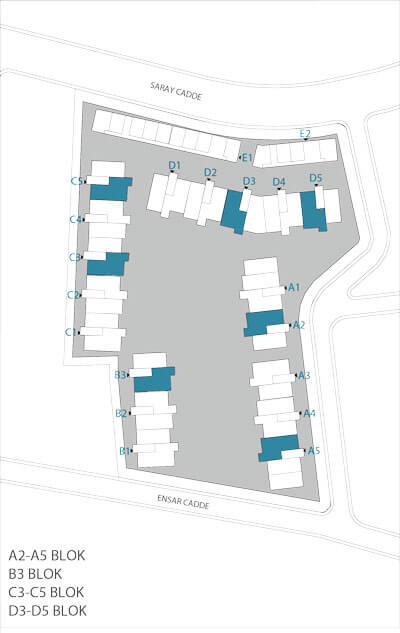 SARAY CADDE
E2
E1
D1
D2
D3
D4
D5
C5
C4
C3
C2
C1
A1
A2
A3
A4
A5
B3
B2
B1
ENSAR CADDE
A2-A5 BLOK
B3 BLOK
C3-C5 BLOK
D3-D5 BLOK